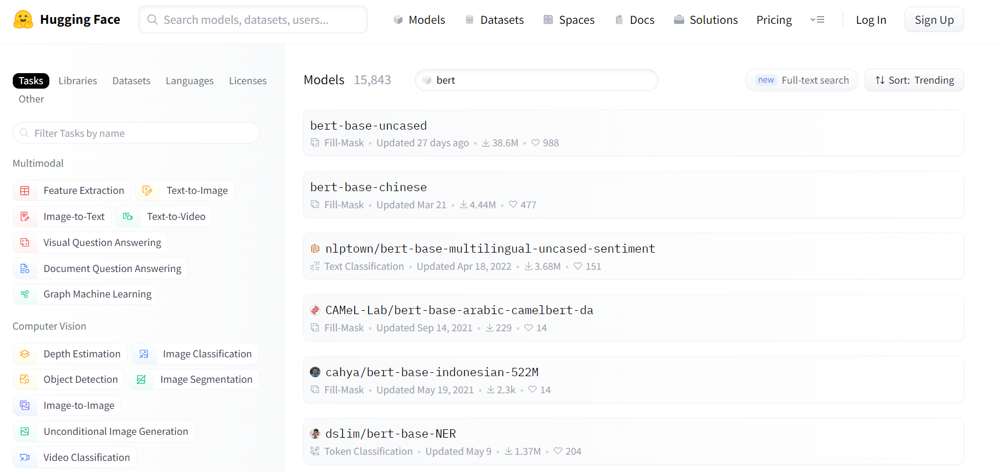 Hugging Face
Search models, datasets, users...
Models
Datasets
Spaces
Docs
Solutions
Pricing
Log In
Sign Up
Tasks
Libraries
Datasets
Languages
Licenses
Other
Filter Tasks by name
Multimodal
Feature Extraction
Text-to-Image
Image-to-Text
Text-to-Video
Visual Question Answering
Document Question Answering
Graph Machine Learning
Computer Vision
Depth Estimation
Image Classification
Object Detection
Image Segmentation
Image-to-Image
Unconditional Image Generation
Video Classification
Models 15,843
bert
new Full-text search
Sort: Trending
bert-base-uncased
Fill-Mask • Updated 27 days ago • 38.6M • 988
bert-base-chinese
Fill-Mask • Updated Mar 21 • 4.44M • 477
nlptown/bert-base-multilingual-uncased-sentiment
Text Classification • Updated Apr 18, 2022 • 3.68M • 151
CAMeL-Lab/bert-base-arabic-camelbert-da
Fill-Mask • Updated Sep 14, 2021 • 229 • 14
cahya/bert-base-indonesian-522M
Fill-Mask • Updated May 19, 2021 • 2.3k • 14
dslim/bert-base-NER
Token Classification • Updated May 9 • 1.37M • 204